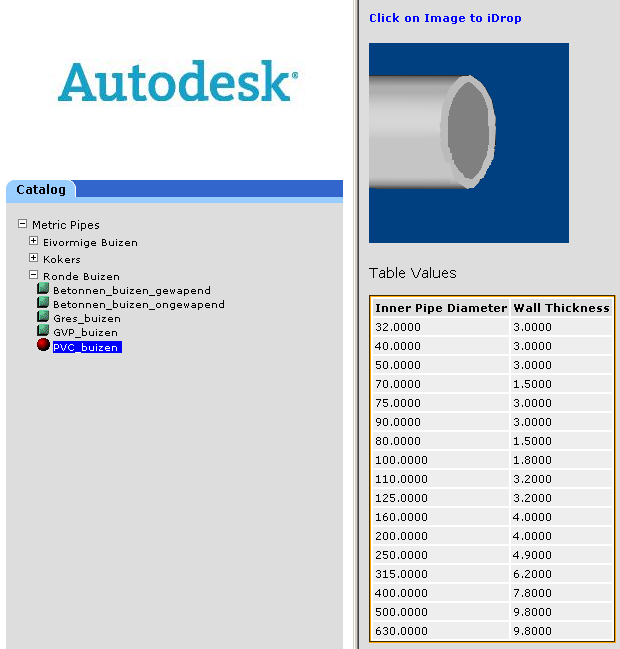 Autodesk®
Catalog
Metric Pipes
Eivormige Buizen
Kokers
Ronde Buizen
Betonnen_buizen_gewapend
Betonnen_buizen_ongewapend
Gres_buizen
GVP_buizen
PVC_buizen
Click on Image to iDrop
Table Values
Inner Pipe Diameter Wall Thickness
32.0000 3.0000
40.0000 3.0000
50.0000 3.0000
70.0000 1.5000
75.0000 3.0000
90.0000 3.0000
80.0000 1.5000
100.0000 1.8000
110.0000 3.2000
125.0000 3.2000
160.0000 4.0000
200.0000 4.0000
250.0000 4.9000
315.0000 6.2000
400.0000 7.8000
500.0000 9.8000
630.0000 9.8000